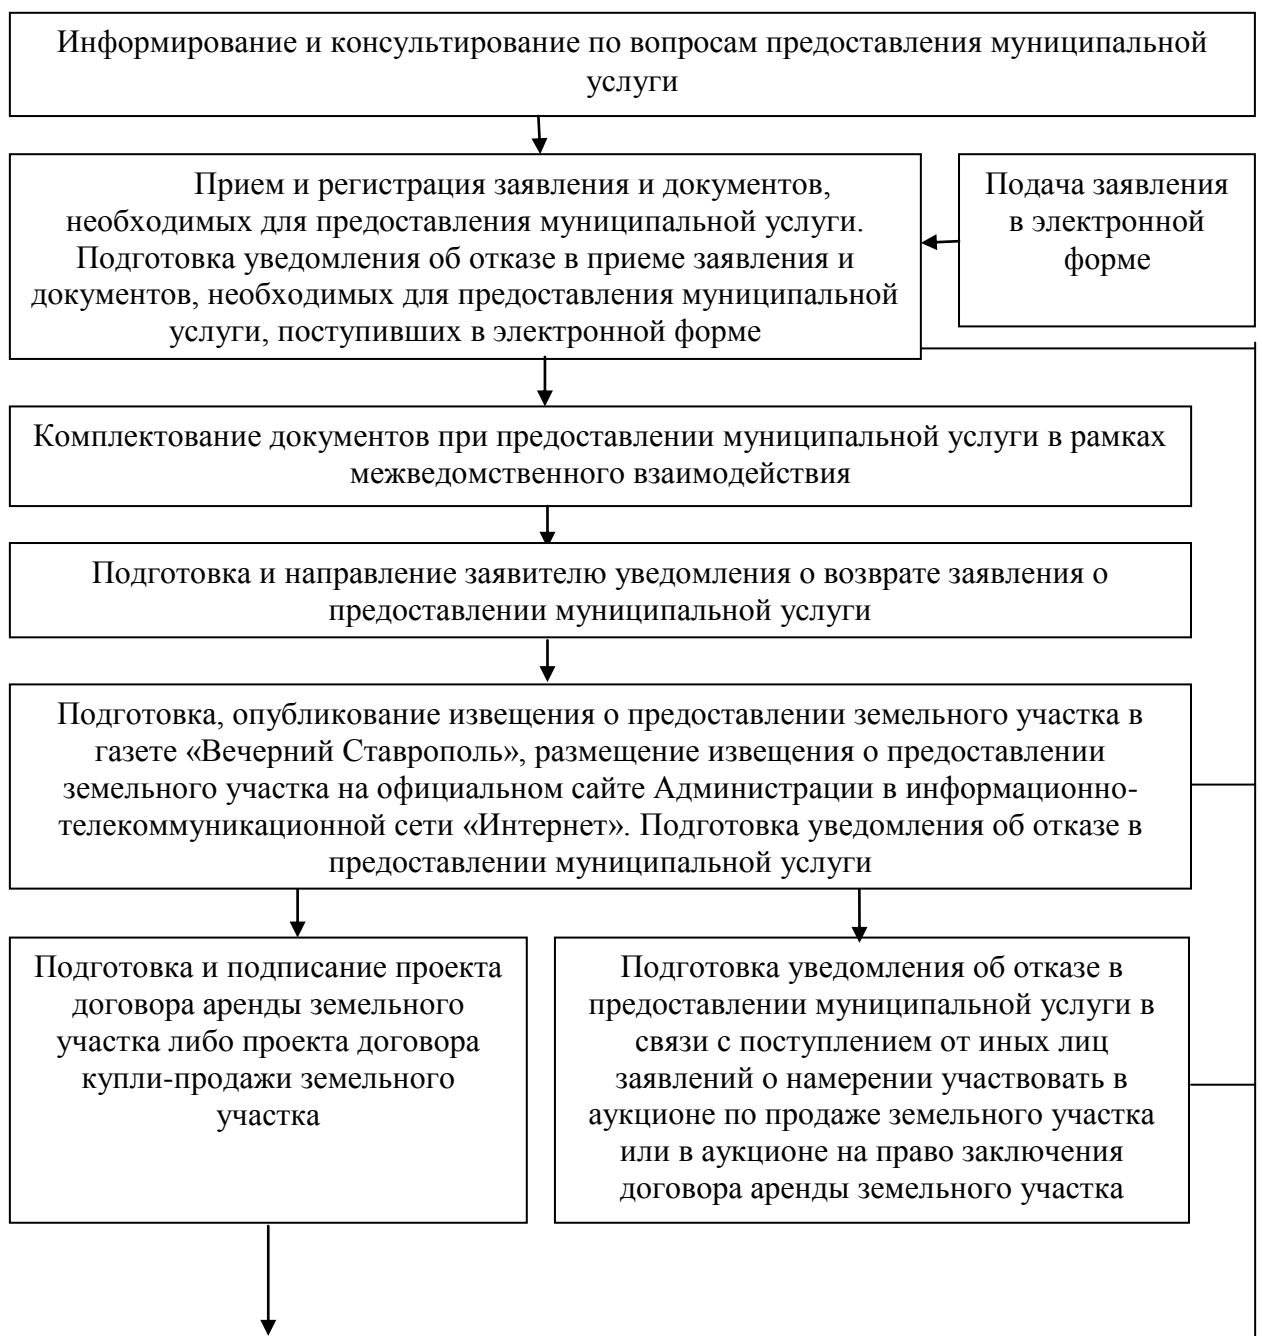 Информирование и консультирование по вопросам предоставления муниципальной
услуги
Прием и регистрация заявления и документов,
необходимых для предоставления муниципальной услуги.
Подготовка уведомления об отказе в приеме заявления и
документов, необходимых для предоставления муниципальной
услуги, поступивших в электронной форме
Подача заявления
в электронной
форме
Комплектование документов при предоставлении муниципальной услуги в рамках
межведомственного взаимодействия
Подготовка и направление заявителю уведомления о возврате заявления о
предоставлении муниципальной услуги
Подготовка, опубликование извещения о предоставлении земельного участка в
газете «Вечерний Ставрополь», размещение извещения о предоставлении
земельного участка на официальном сайте Администрации в информационно-
телекоммуникационной сети «Интернет». Подготовка уведомления об отказе в
предоставлении муниципальной услуги
Подготовка и подписание проекта
договора аренды земельного
участка либо проекта договора
купли-продажи земельного
участка
Подготовка уведомления об отказе в
предоставлении муниципальной услуги в
связи с поступлением от иных лиц
заявлений о намерении участвовать в
аукционе по продаже земельного участка
или в аукционе на право заключения
договора аренды земельного участка